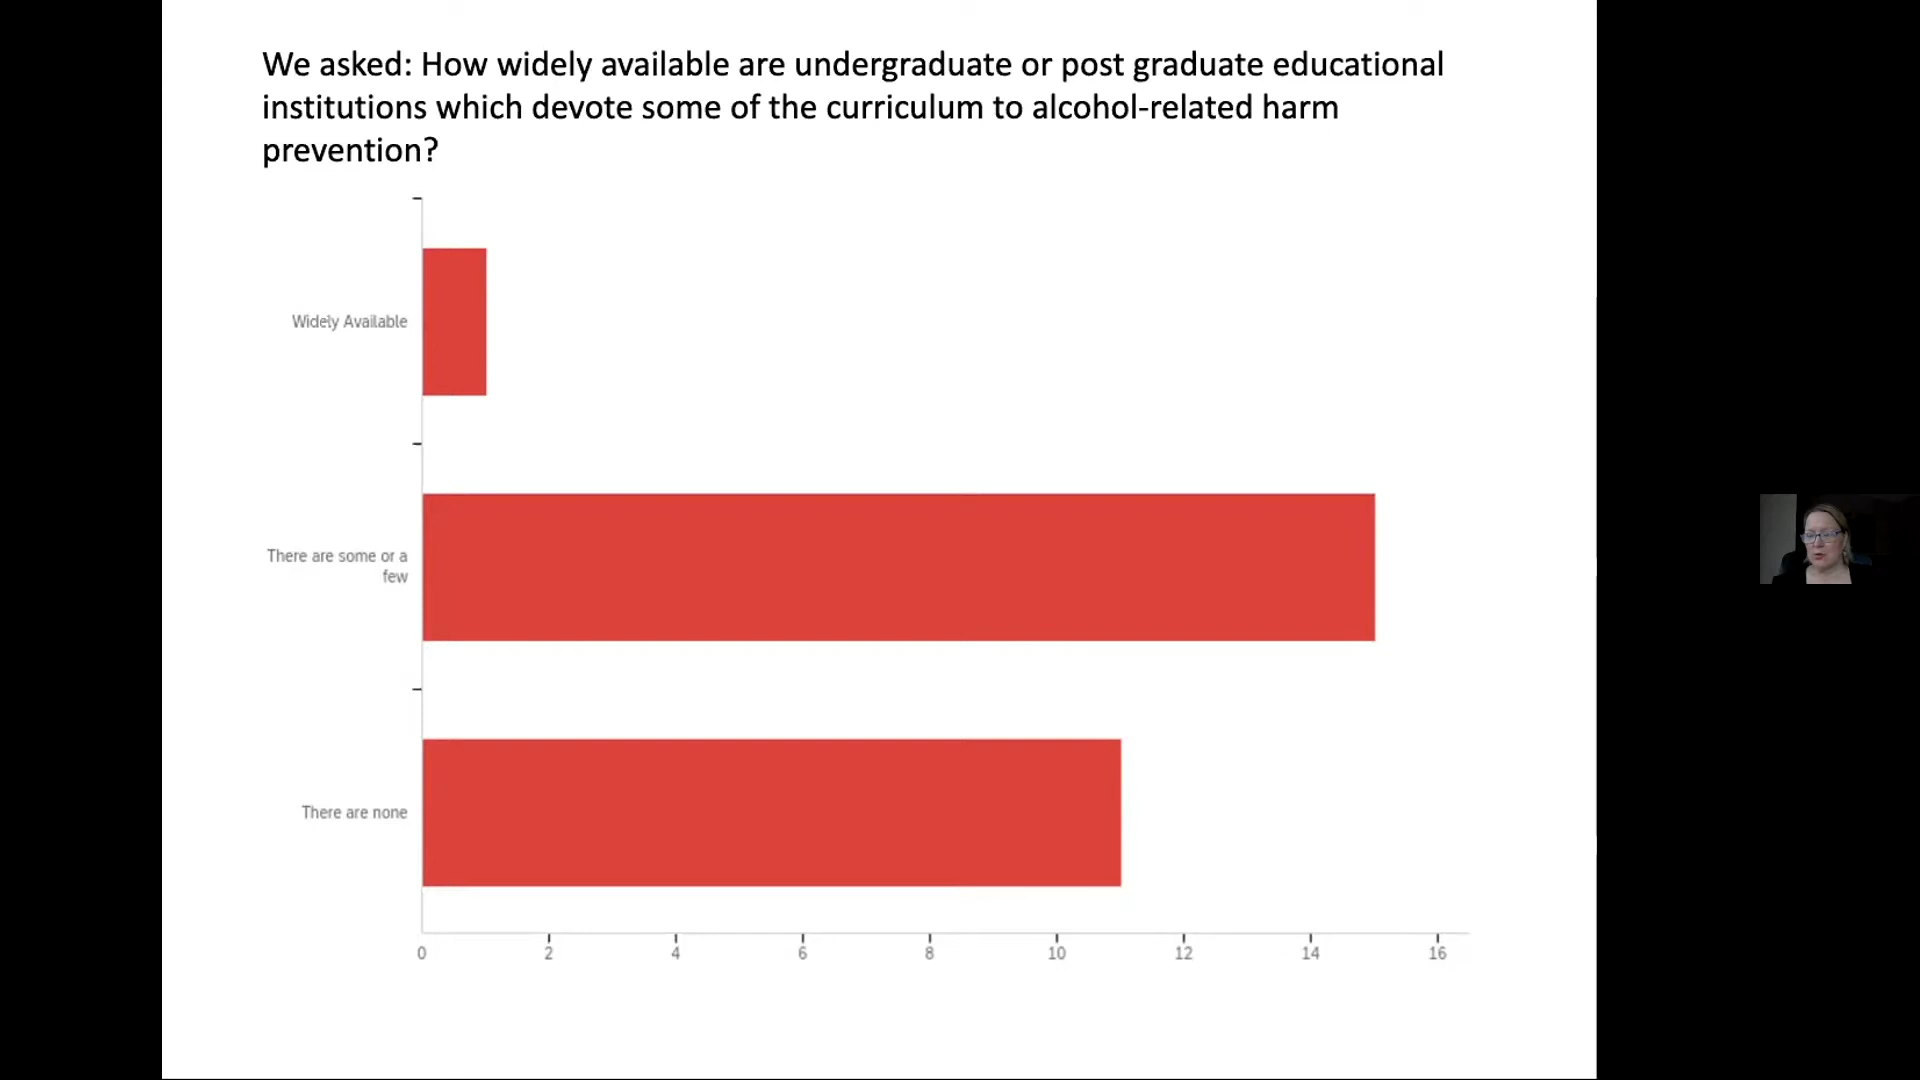 We asked: How widely available are undergraduate or post graduate educational
institutions which devote some of the curriculum to alcohol-related harm
prevention?
Widely Available
There are some or a
few
There are none
0 2 4 6 8 10 12 14 16